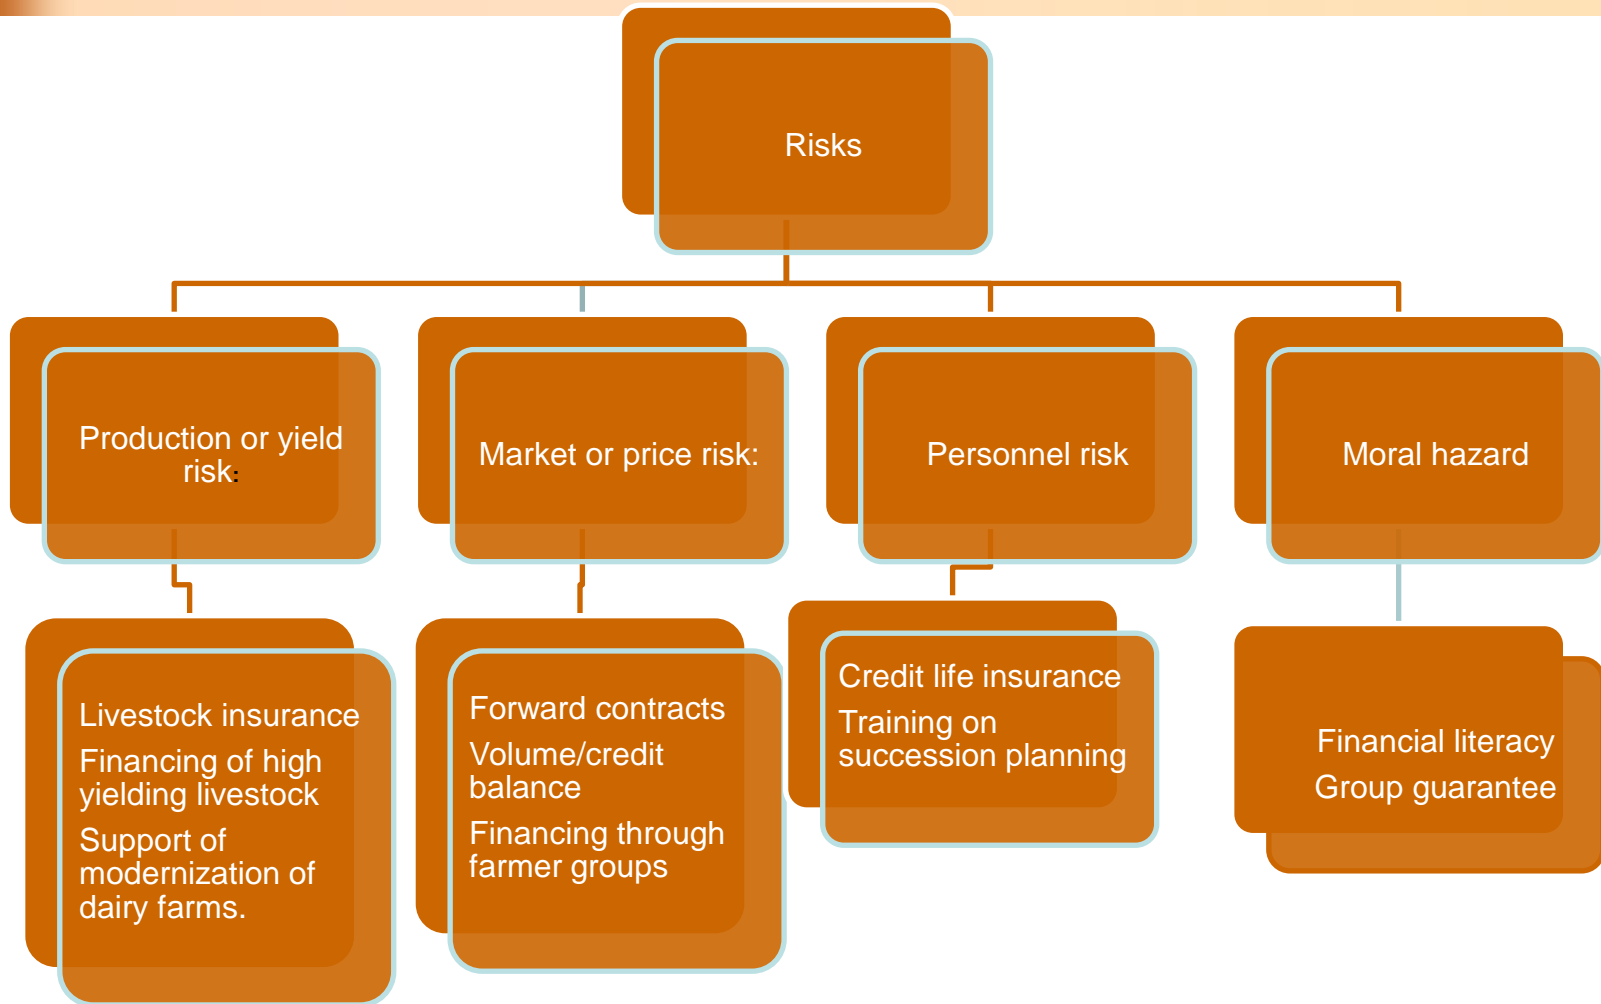 Risks
Production or yield
risk:
Market or price risk:
Personnel risk
Moral hazard
Livestock insurance
Financing of high
yielding livestock
Support of
modernization of
dairy farms.
Forward contracts
Volume/credit
balance
Financing through
farmer groups
Credit life insurance
Training on
succession planning
Financial literacy
Group guarantee